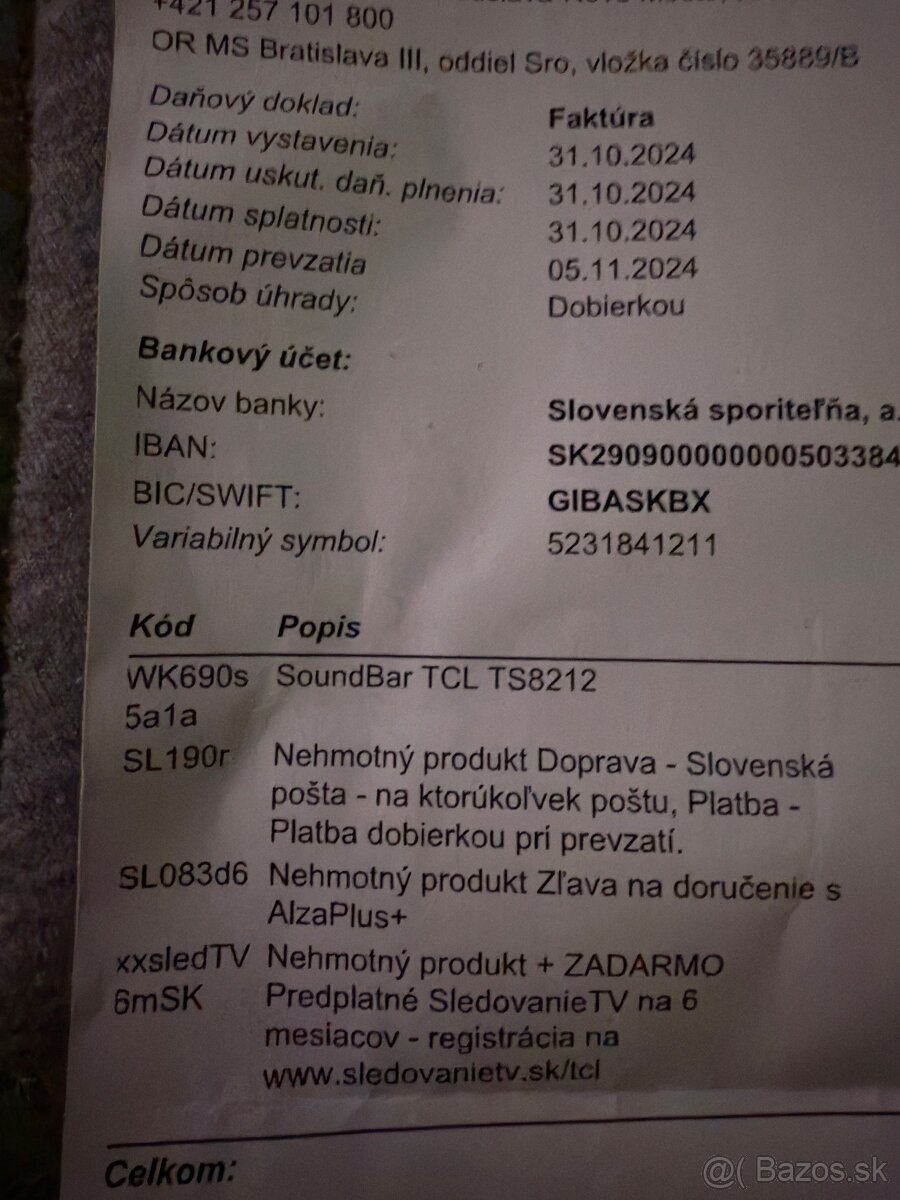 +421 257 101 800
OR MS Bratislava III, oddiel Sro, vložka číslo 35889/B
Daňový doklad: Faktúra
Dátum vystavenia: 31.10.2024
Dátum uskut. daň. plnenia: 31.10.2024
Dátum splatnosti: 31.10.2024
Dátum prevzatia 05.11.2024
Spôsob úhrady: Dobierkou
Bankový účet:
Názov banky: Slovenská sporiteľňa, a.
IBAN: SK2909000000000503384
BIC/SWIFT: GIBASKBX
Variabilný symbol: 5231841211
Kód Popis
WK690s SoundBar TCL TS8212
5a1a
SL190r Nehmotný produkt Doprava - Slovenská
pošta - na ktorúkoľvek poštu, Platba -
Platba dobierkou pri prevzatí.
SL083d6 Nehmotný produkt Zľava na doručenie s
AlzaPlus+
xxsledTV Nehmotný produkt + ZADARMO
6mSK Predplatné SledovanieTV na 6
mesiacov - registrácia na
www.sledovanietv.sk/tcl
Celkom:
@( Bazos.sk